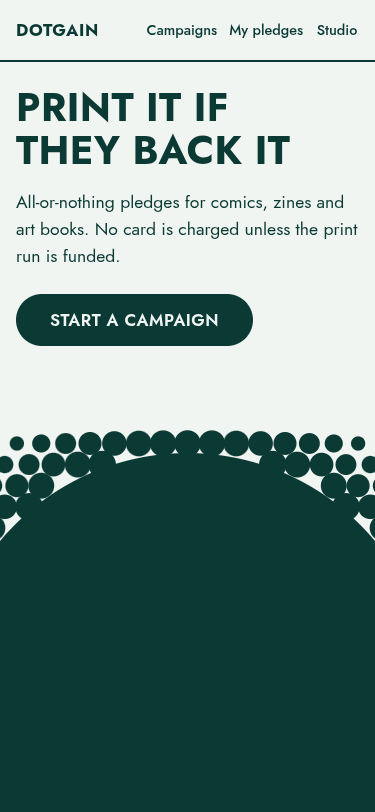 DOTGAIN
Campaigns My pledges Studio
PRINT IT IF
THEY BACK IT
All-or-nothing pledges for comics, zines and
art books. No card is charged unless the print
run is funded.
START A CAMPAIGN